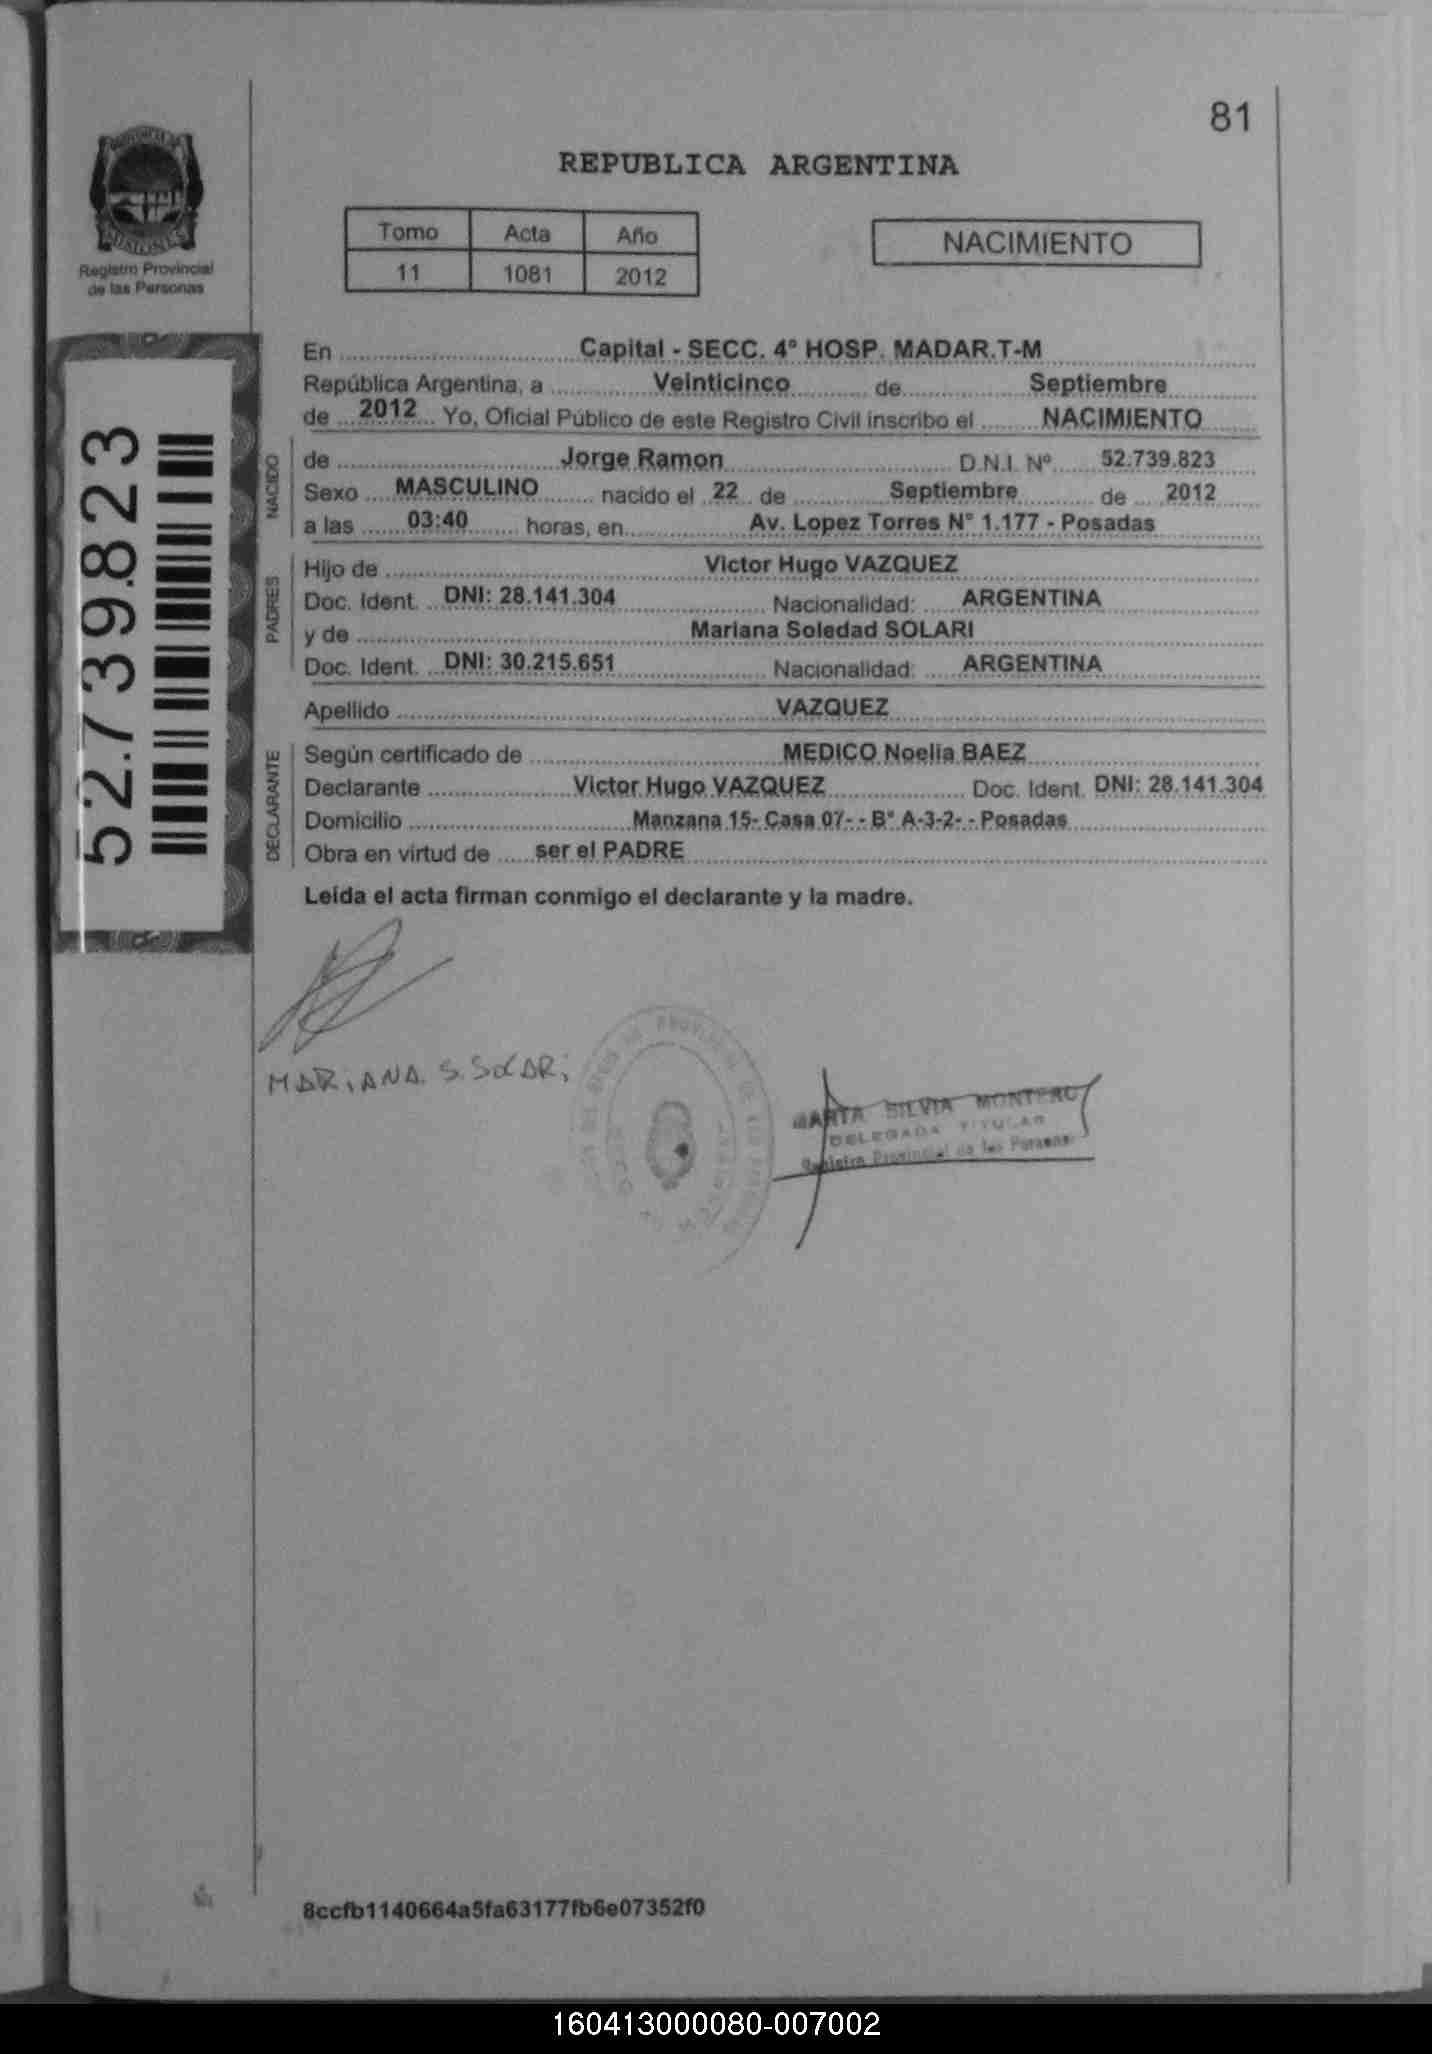 81
REPUBLICA ARGENTINA
Tomo Acta Año
11 1081 2012
NACIMIENTO
Registro Provincial
de las Personas
52.739.823
En Capital - SECC. 4° HOSP. MADAR.T-M
República Argentina, a Veinticinco de Septiembre
de 2012 Yo, Oficial Público de este Registro Civil inscribo el NACIMIENTO
NACIDO
de Jorge Ramon D.N.I. N° 52.739.823
Sexo MASCULINO nacido el 22 de Septiembre de 2012
a las 03:40 horas, en Av. Lopez Torres N° 1.177 - Posadas
PADRES
Hijo de Victor Hugo VAZQUEZ
Doc. Ident. DNI: 28.141.304 Nacionalidad: ARGENTINA
y de Mariana Soledad SOLARI
Doc. Ident. DNI: 30.215.651 Nacionalidad: ARGENTINA
Apellido VAZQUEZ
DECLARANTE
Según certificado de MEDICO Noelia BAEZ
Declarante Victor Hugo VAZQUEZ Doc. Ident. DNI: 28.141.304
Domicilio Manzana 15- Casa 07- - B° A-3-2- - Posadas
Obra en virtud de ser el PADRE
Leída el acta firman conmigo el declarante y la madre.
MARiANA. S. SOLARi
MARTA SILVIA MONTERO
DELEGADA TITULAR
Registro Provincial de las Personas
8ccfb1140664a5fa63177fb6e07352f0
160413000080-007002